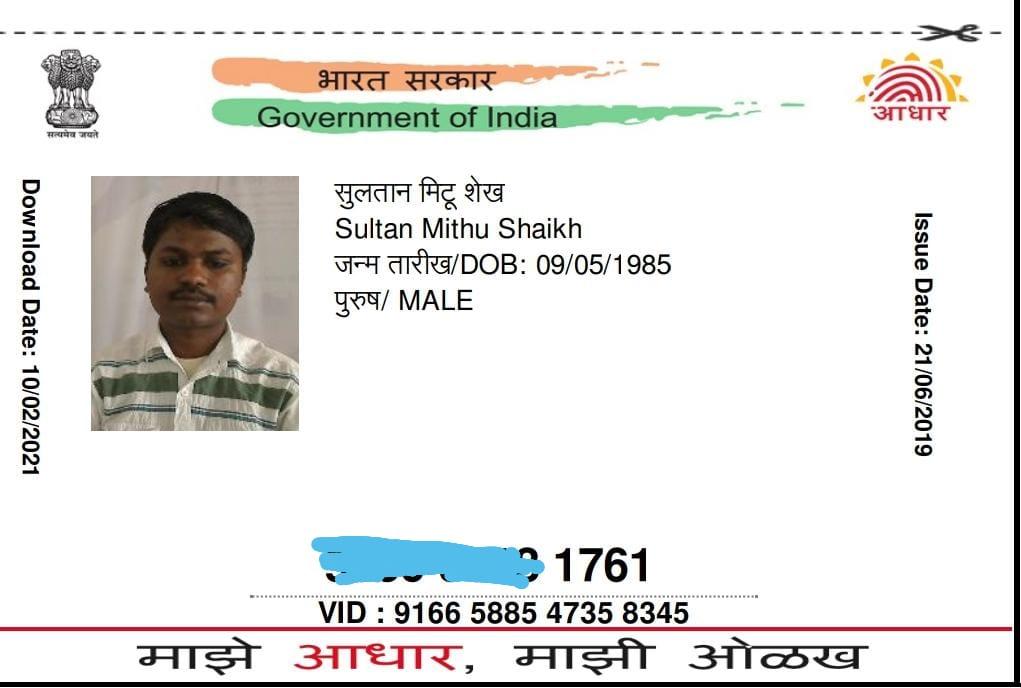 सत्यमेव जयते
भारत सरकार
Government of India
आधार
Download Date: 10/02/2021
सुलतान मिटू शेख
Sultan Mithu Shaikh
जन्म तारीख/DOB: 09/05/1985
पुरुष/ MALE
Issue Date: 21/06/2019
1761
VID : 9166 5885 4735 8345
माझे आधार, माझी ओळख